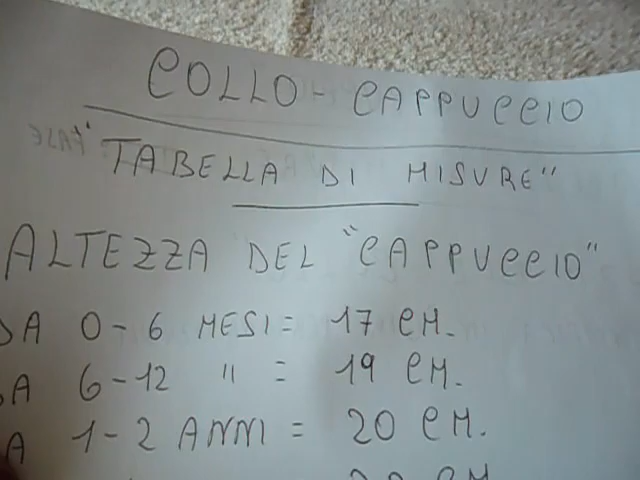 COLLO - CAPPUCCIO
"TABELLA DI MISURE"
ALTEZZA DEL "CAPPUCCIO"
DA 0-6 MESI = 17 CM.
DA 6-12 " = 19 CM.
DA 1-2 ANNI = 20 CM.
CM